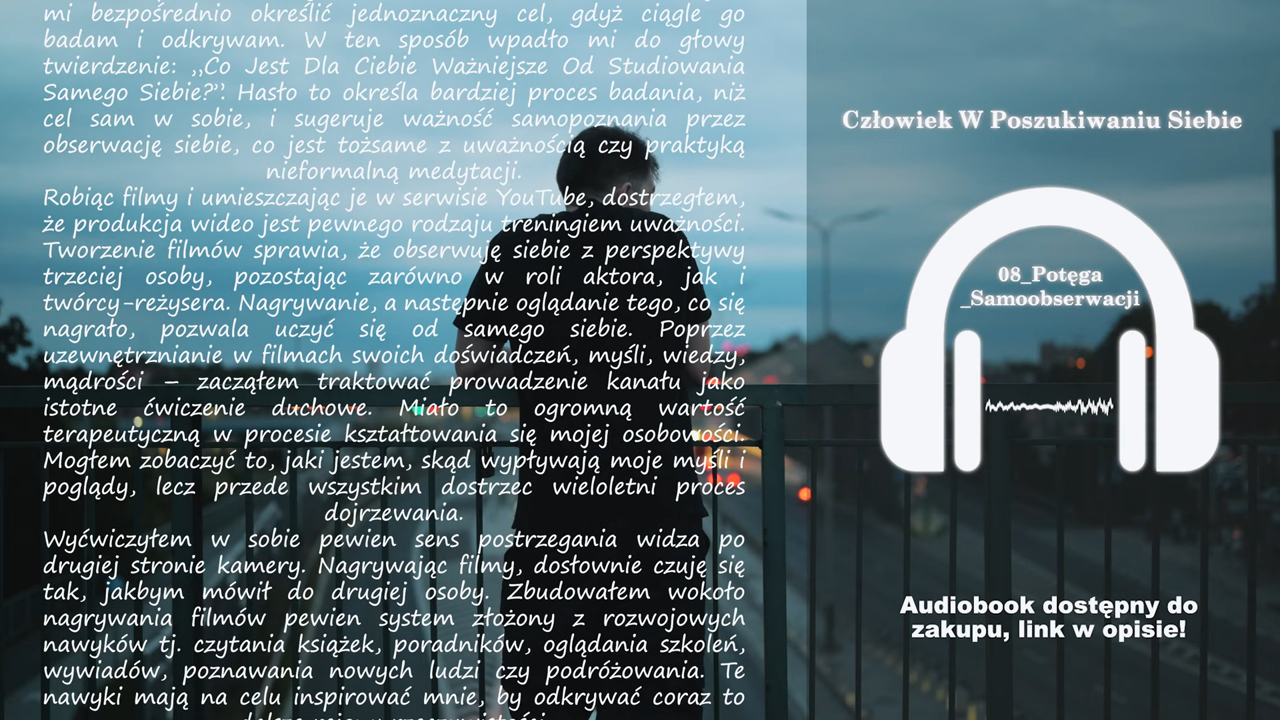 mi bezpośrednio określić jednoznaczny cel, gdyż ciągle go
badam i odkrywam. W ten sposób wpadło mi do głowy
twierdzenie: ,,Co Jest Dla Ciebie Ważniejsze Od Studiowania
Samego Siebie?”. Hasło to określa bardziej proces badania, niż
cel sam w sobie, i sugeruje ważność samopoznania przez
obserwację siebie, co jest tożsame z uważnością czy praktyką
nieformalną medytacji.
Robiąc filmy i umieszczając je w serwisie YouTube, dostrzegłem,
że produkcja wideo jest pewnego rodzaju treningiem uważności.
Tworzenie filmów sprawia, że obserwuję siebie z perspektywy
trzeciej osoby, pozostając zarówno w roli aktora, jak i
twórcy-reżysera. Nagrywanie, a następnie oglądanie tego, co się
nagrało, pozwala uczyć się od samego siebie. Poprzez
uzewnętrznianie w filmach swoich doświadczeń, myśli, wiedzy,
mądrości – zacząłem traktować prowadzenie kanału jako
istotne ćwiczenie duchowe. Miało to ogromną wartość
terapeutyczną w procesie kształtowania się mojej osobowości.
Mogłem zobaczyć to, jaki jestem, skąd wypływają moje myśli i
poglądy, lecz przede wszystkim dostrzec wieloletni proces
dojrzewania.
Wyćwiczyłem w sobie pewien sens postrzegania widza po
drugiej stronie kamery. Nagrywając filmy, dosłownie czuję się
tak, jakbym mówił do drugiej osoby. Zbudowałem wokoło
nagrywania filmów pewien system złożony z rozwojowych
nawyków tj. czytania książek, poradników, oglądania szkoleń,
wywiadów, poznawania nowych ludzi czy podróżowania. Te
nawyki mają na celu inspirować mnie, by odkrywać coraz to
Człowiek W Poszukiwaniu Siebie
08_Potęga
_Samoobserwacji
Audiobook dostępny do
zakupu, link w opisie!